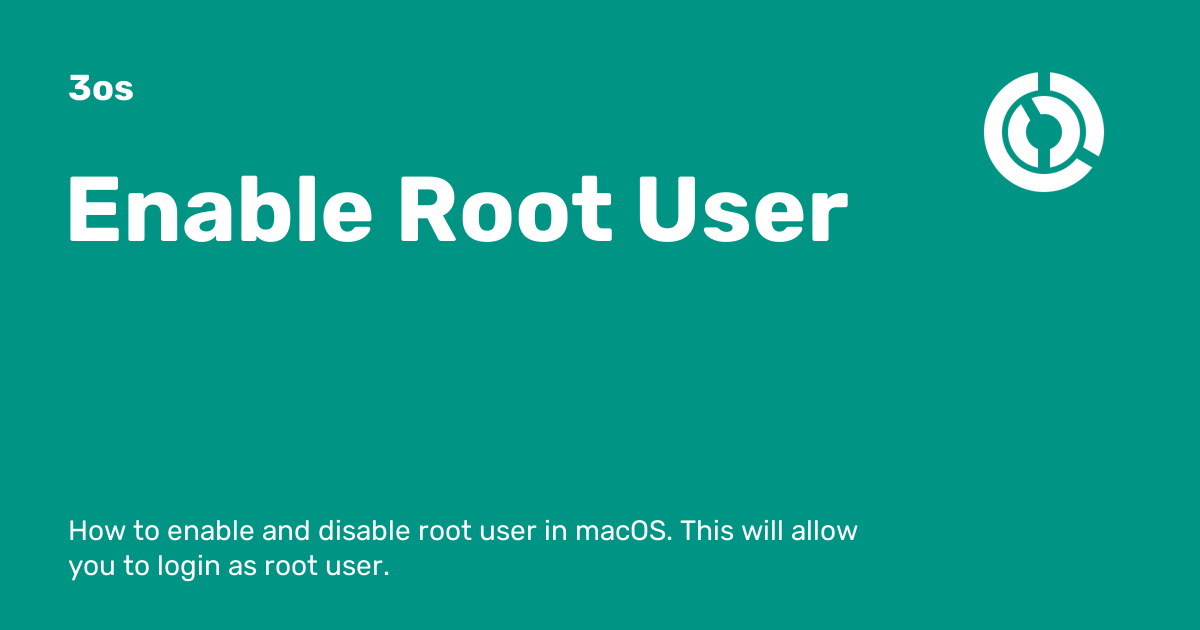 3os
Enable Root User
How to enable and disable root user in macOS. This will allow
you to login as root user.